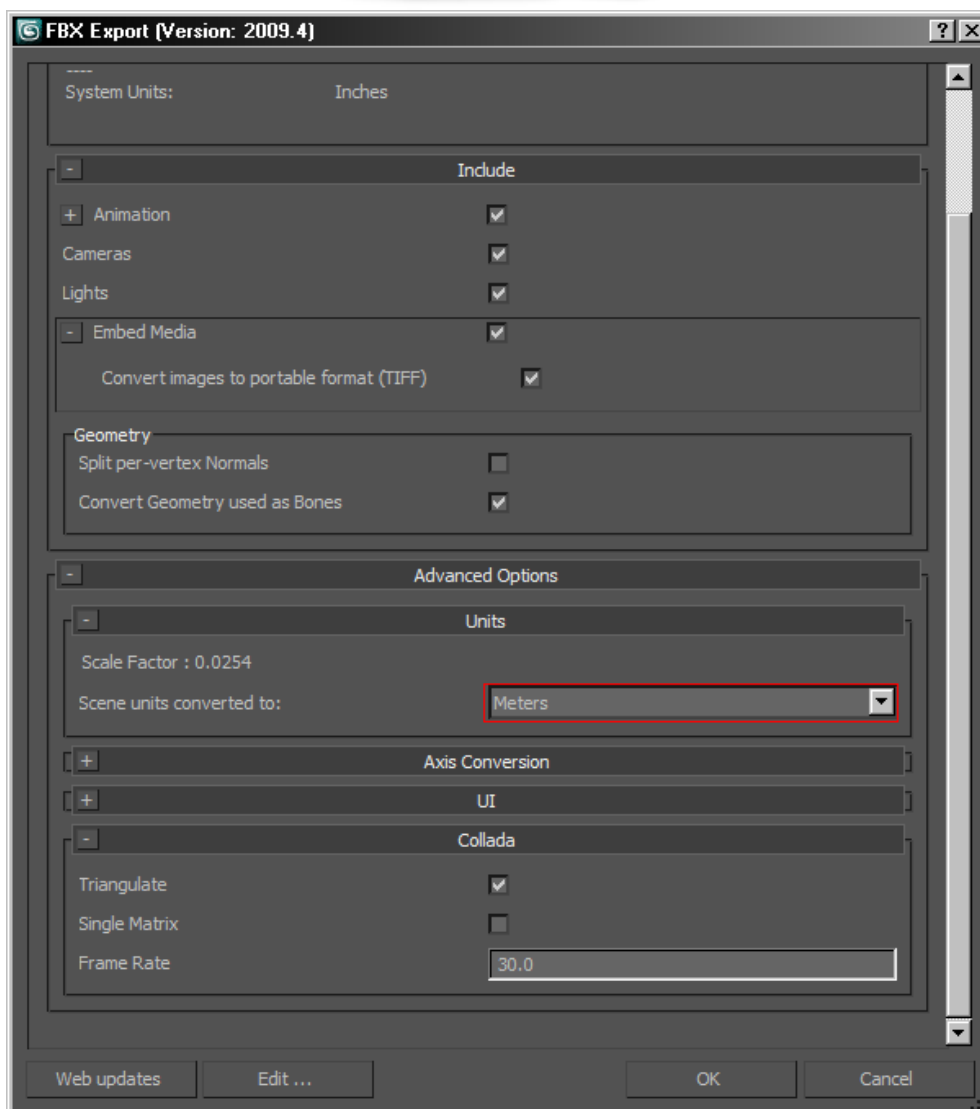 FBX Export (Version: 2009.4)
System Units: Inches
Include
Animation
Cameras
Lights
Embed Media
Convert images to portable format (TIFF)
Geometry
Split per-vertex Normals
Convert Geometry used as Bones
Advanced Options
Units
Scale Factor : 0.0254
Scene units converted to: Meters
Axis Conversion
UI
Collada
Triangulate
Single Matrix
Frame Rate 30.0
Web updates Edit ... OK Cancel